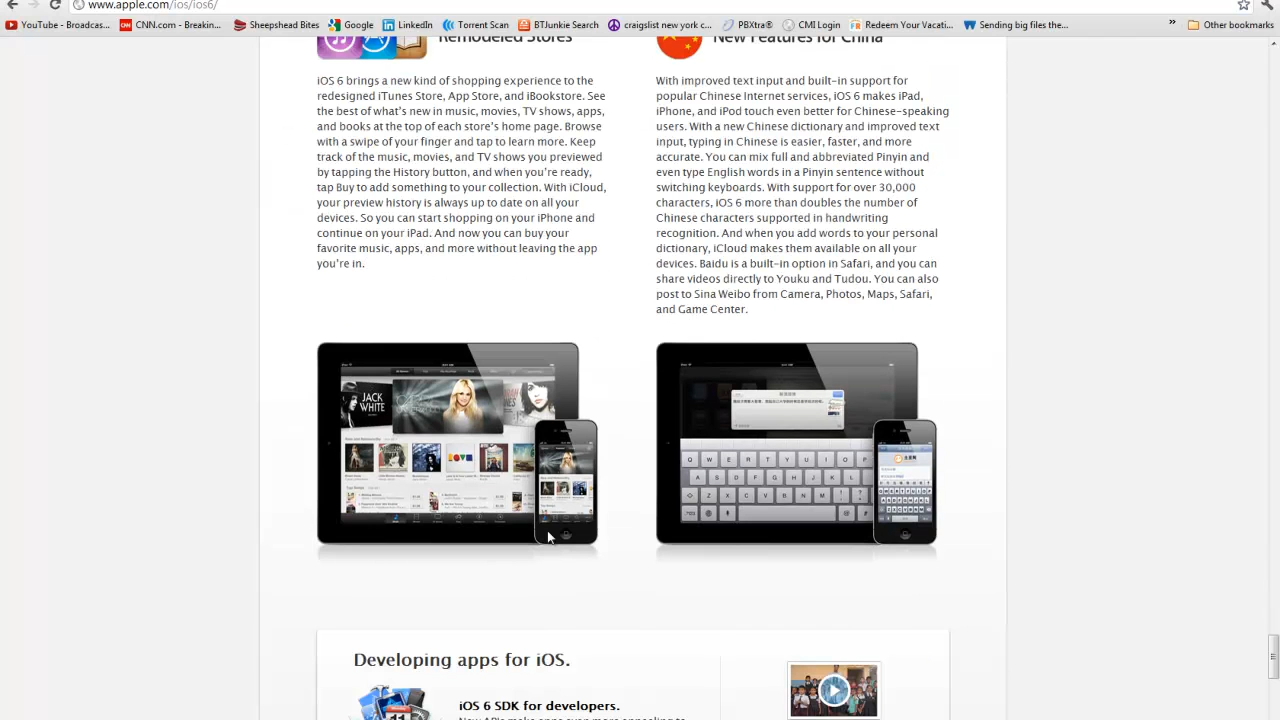 www.apple.com/ios/ios6/
YouTube - Broadcas...
CNN.com - Breakin...
Sheepshead Bites
Google
LinkedIn
Torrent Scan
BTJunkie Search
craigslist new york c...
PBXtra®
CMI Login
Redeem Your Vacati...
Sending big files the...
»
Other bookmarks
Remodeled Stores
iOS 6 brings a new kind of shopping experience to the
redesigned iTunes Store, App Store, and iBookstore. See
the best of what's new in music, movies, TV shows, apps,
and books at the top of each store's home page. Browse
with a swipe of your finger and tap to learn more. Keep
track of the music, movies, and TV shows you previewed
by tapping the History button, and when you're ready,
tap Buy to add something to your collection. With iCloud,
your preview history is always up to date on all your
devices. So you can start shopping on your iPhone and
continue on your iPad. And now you can buy your
favorite music, apps, and more without leaving the app
you're in.
New Features for China
With improved text input and built-in support for
popular Chinese Internet services, iOS 6 makes iPad,
iPhone, and iPod touch even better for Chinese-speaking
users. With a new Chinese dictionary and improved text
input, typing in Chinese is easier, faster, and more
accurate. You can mix full and abbreviated Pinyin and
even type English words in a Pinyin sentence without
switching keyboards. With support for over 30,000
characters, iOS 6 more than doubles the number of
Chinese characters supported in handwriting
recognition. And when you add words to your personal
dictionary, iCloud makes them available on all your
devices. Baidu is a built-in option in Safari, and you can
share videos directly to Youku and Tudou. You can also
post to Sina Weibo from Camera, Photos, Maps, Safari,
and Game Center.
JACK
WHITE
LOVE
Q W E R T Y U I O P
A S D F G H J K L
Z X C V B N M
Developing apps for iOS.
iOS 6 SDK for developers.
New APIs make apps even more appealing to